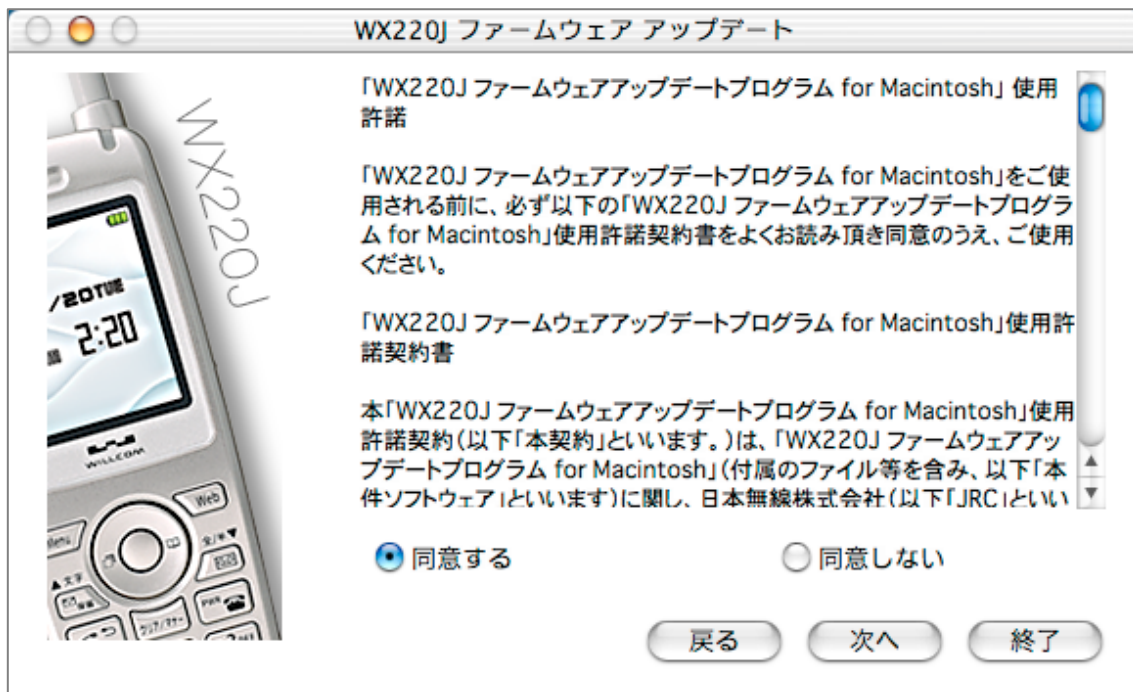 WX220J ファームウェア アップデート
WX220J
「WX220J ファームウェアアップデートプログラム for Macintosh」 使用
許諾
「WX220J ファームウェアアップデートプログラム for Macintosh」をご使
用される前に、必ず以下の「WX220J ファームウェアアップデートプログラ
ム for Macintosh」使用許諾契約書をよくお読み頂き同意のうえ、ご使用
ください。
「WX220J ファームウェアアップデートプログラム for Macintosh」使用許
諾契約書
本「WX220J ファームウェアアップデートプログラム for Macintosh」使用
許諾契約(以下「本契約」といいます。)は、「WX220J ファームウェアアッ
プデートプログラム for Macintosh」(付属のファイル等を含み、以下「本
件ソフトウェア」といいます)に関し、日本無線株式会社(以下「JRC」といい
/20TUE
2:20
WILLCOM
Web
Menu
全/半▼
▲文字
PWR
クリア/マナー
同意する
同意しない
戻る
次へ
終了